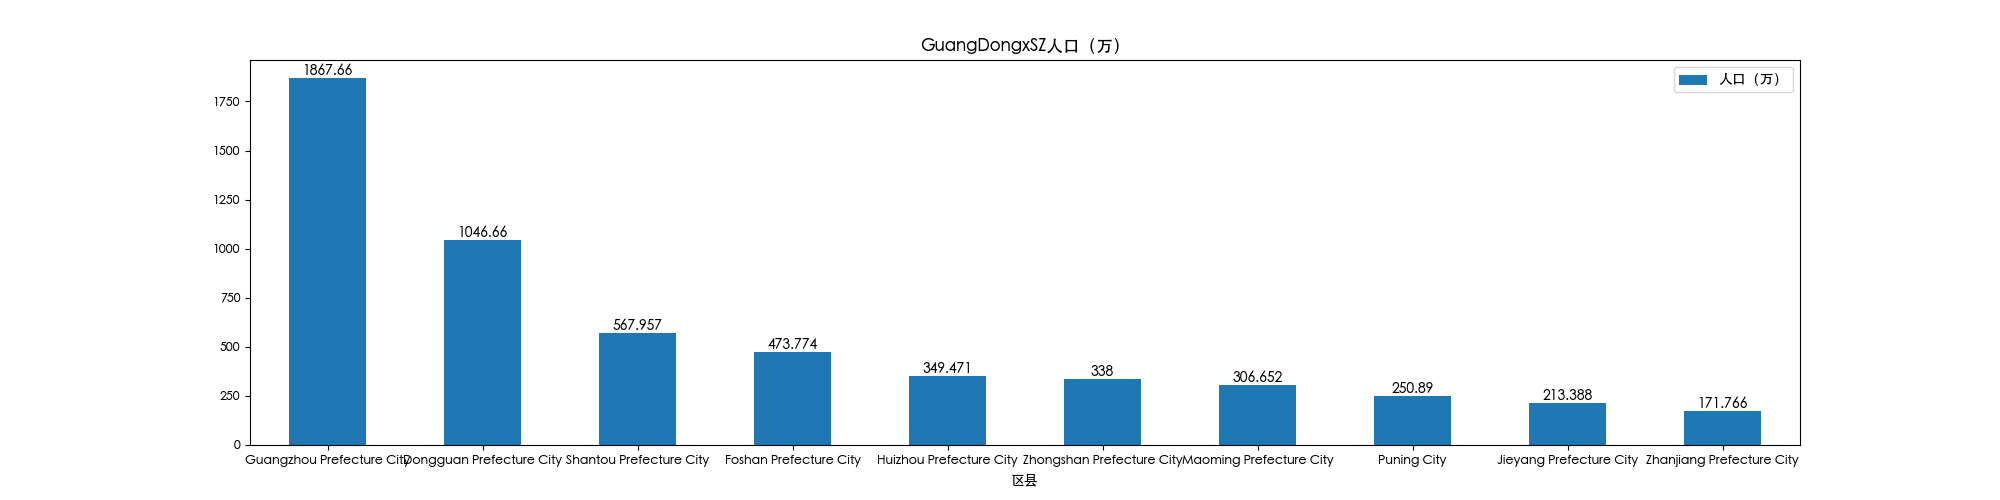 GuangDongxSZ人口（万）
人口（万）
1867.66
1046.66
567.957
473.774
349.471
338
306.652
250.89
213.388
171.766
1750
1500
1250
1000
750
500
250
0
Guangzhou Prefecture City
Dongguan Prefecture City
Shantou Prefecture City
Foshan Prefecture City
Huizhou Prefecture City
Zhongshan Prefecture City
Maoming Prefecture City
Puning City
Jieyang Prefecture City
Zhanjiang Prefecture City
区县